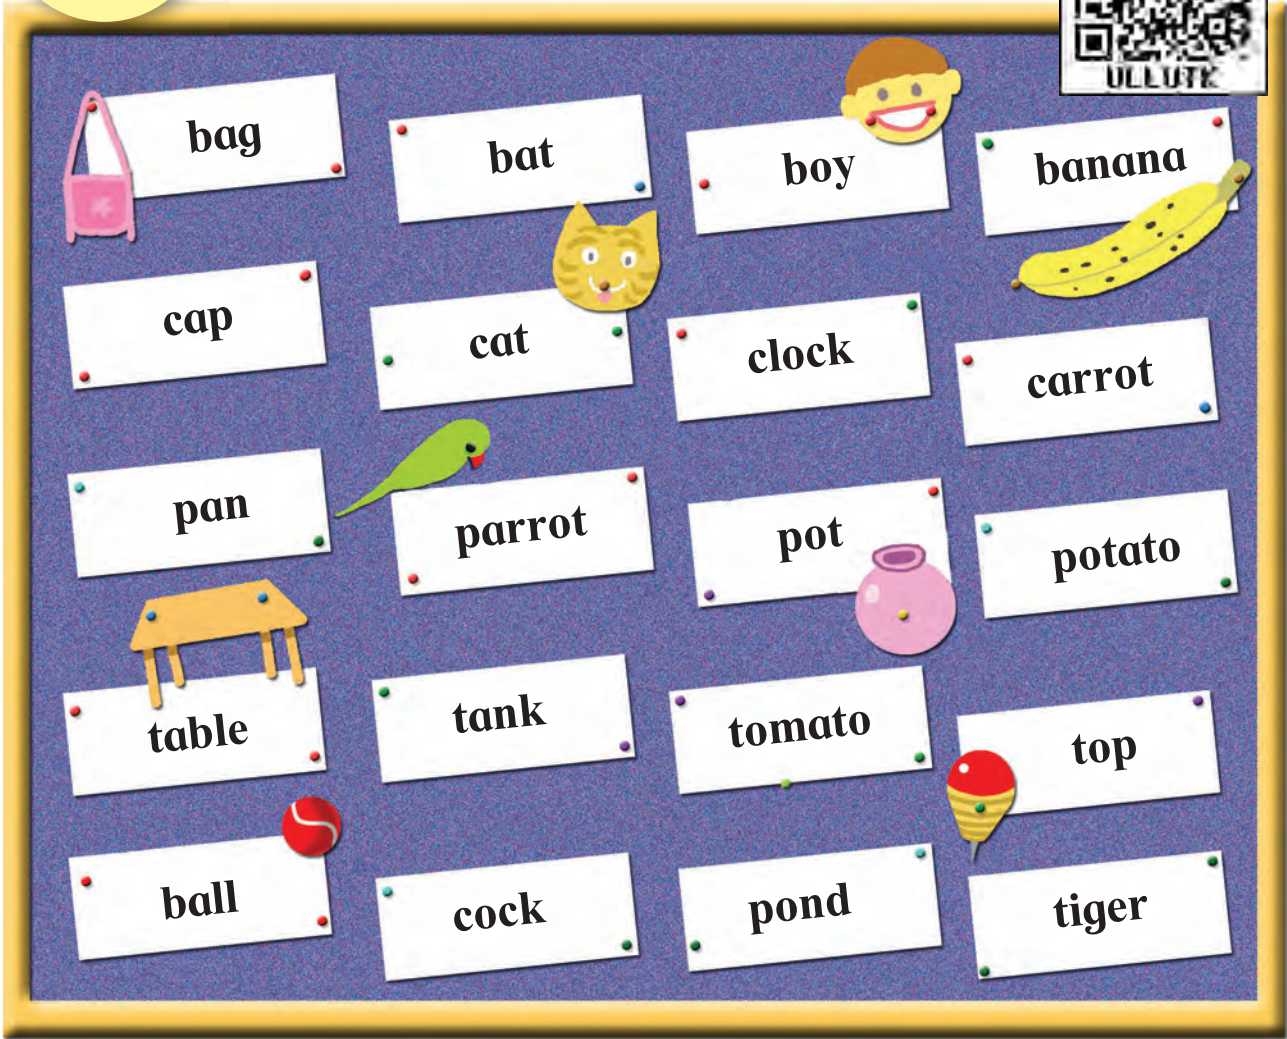 ULLUTK
bag
bat
boy
banana
cap
cat
clock
carrot
pan
parrot
pot
potato
table
tank
tomato
top
ball
cock
pond
tiger